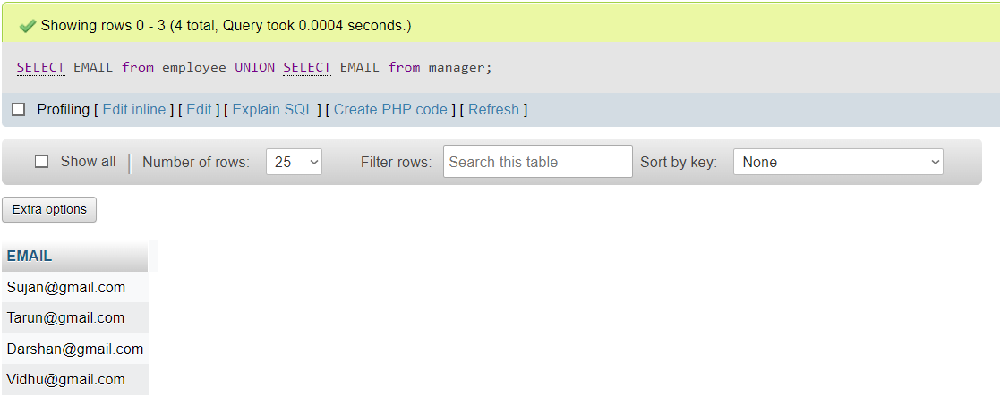 Showing rows 0 - 3 (4 total, Query took 0.0004 seconds.)
SELECT EMAIL from employee UNION SELECT EMAIL from manager;
Profiling [ Edit inline ] [ Edit ] [ Explain SQL ] [ Create PHP code ] [ Refresh ]
Show all | Number of rows: 25 Filter rows: Search this table Sort by key: None
Extra options
EMAIL
Sujan@gmail.com
Tarun@gmail.com
Darshan@gmail.com
Vidhu@gmail.com